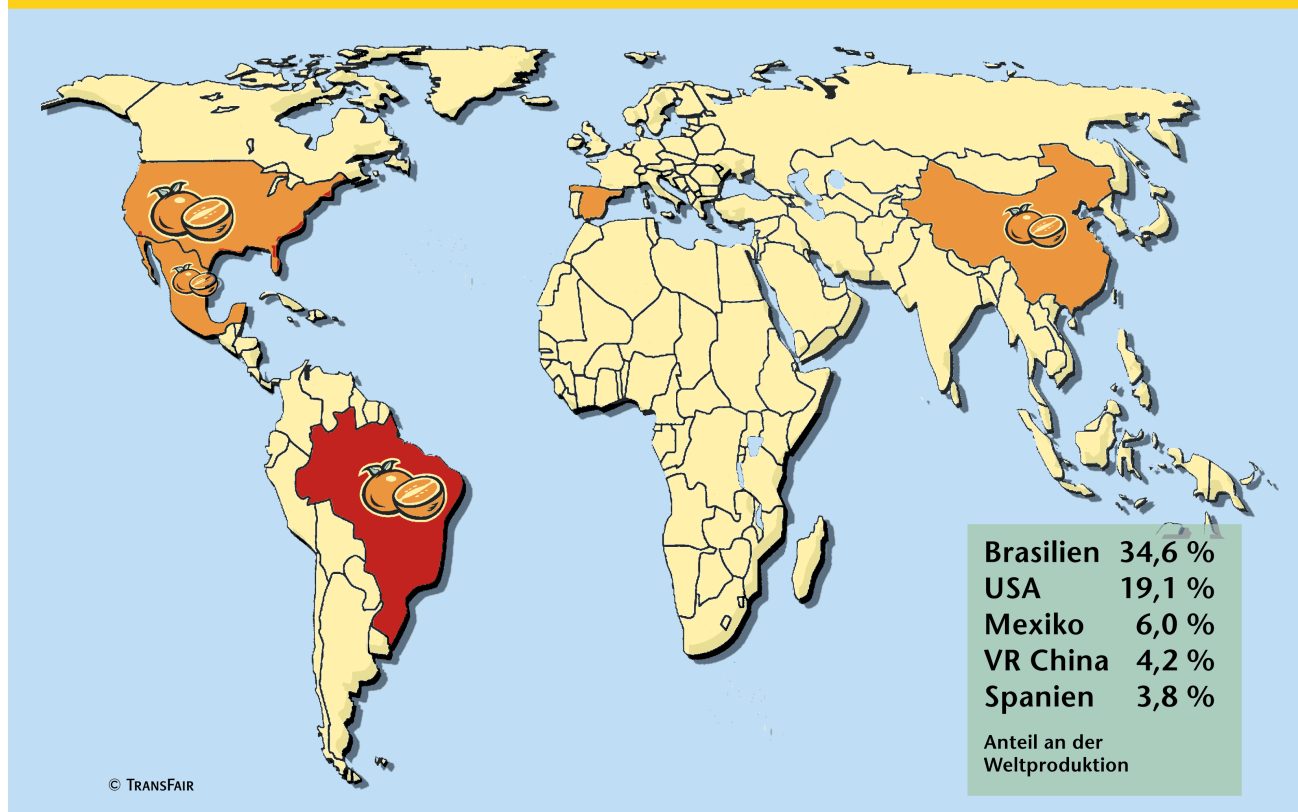 Brasilien 34,6 %
USA 19,1 %
Mexiko 6,0 %
VR China 4,2 %
Spanien 3,8 %
Anteil an der
Weltproduktion
© TRANSFAIR